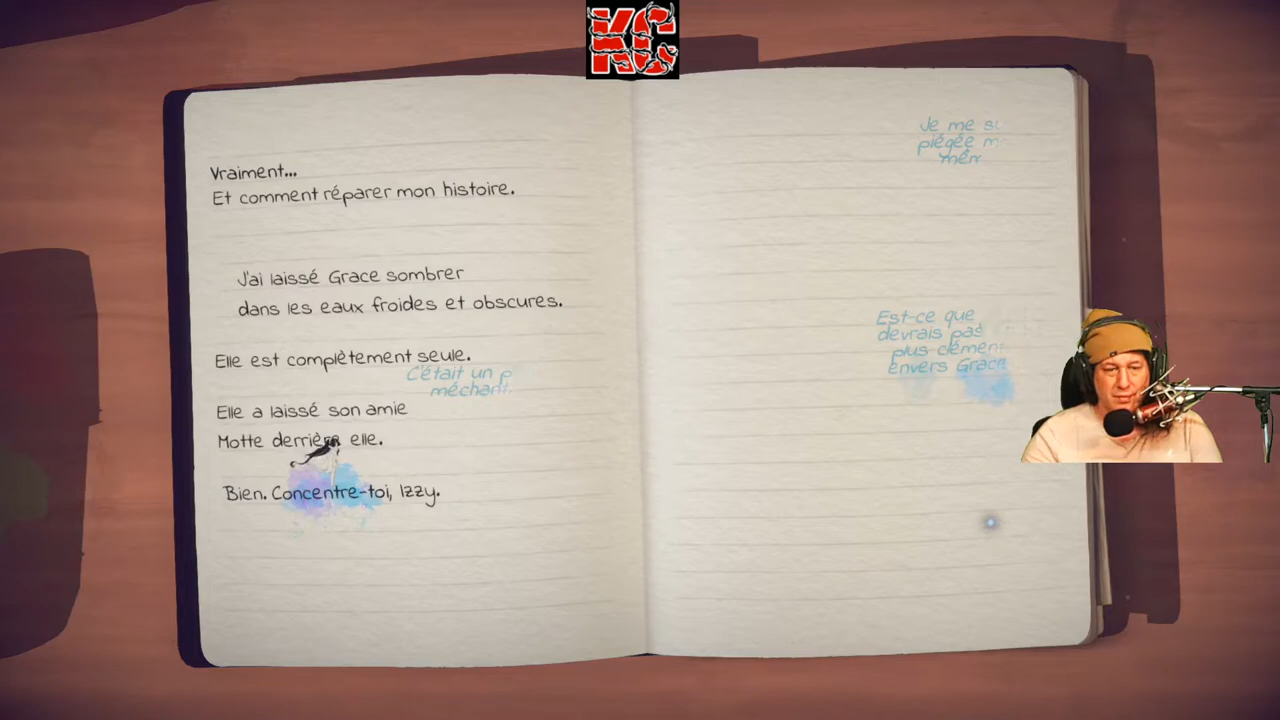 KC
Vraiment...
Et comment réparer mon histoire.
J'ai laissé Grace sombrer
dans les eaux froides et obscures.
Elle est complètement seule.
C'était un
méchant.
Elle a laissé son amie
Motte derrière elle.
Bien. Concentre-toi, Izzy.
Je me
piégée
Est-ce que
devrais pas
plus clément
envers Grace